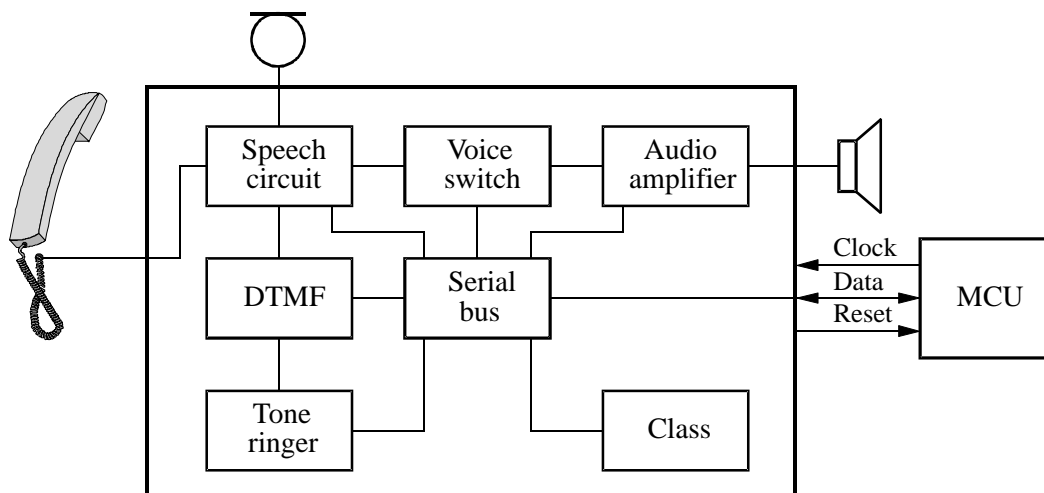 Speech
circuit
Voice
switch
Audio
amplifier
Clock
Data
Reset
MCU
DTMF
Serial
bus
Tone
ringer
Class